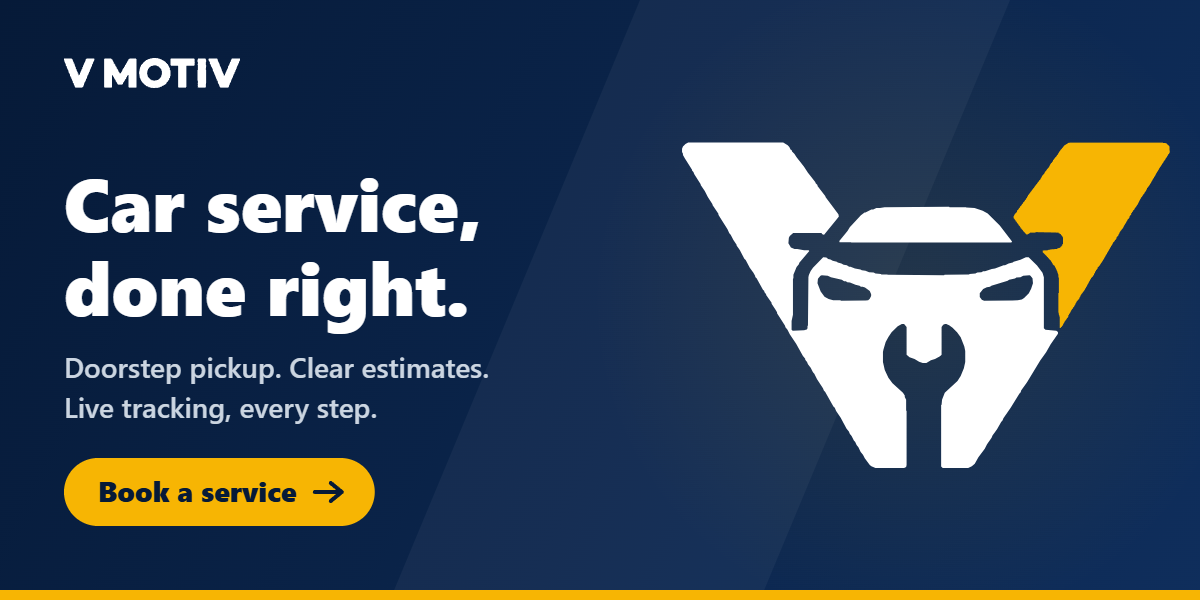 V MOTIV
Car service,
done right.
Doorstep pickup. Clear estimates.
Live tracking, every step.
Book a service →